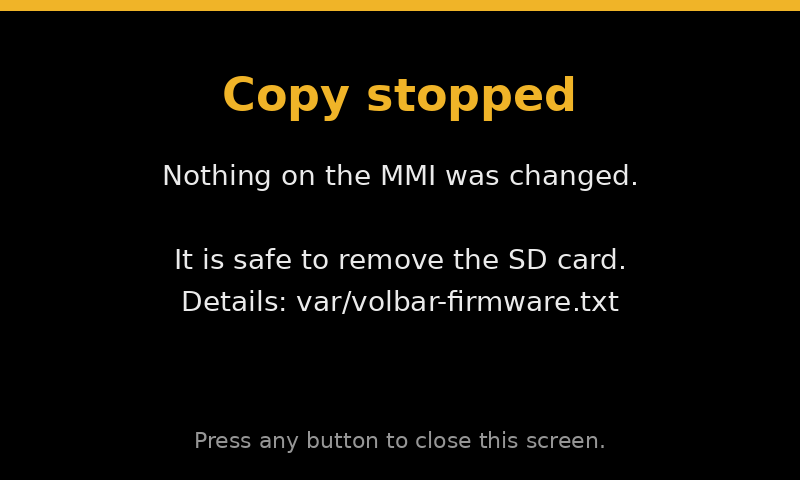 Copy stopped
Nothing on the MMI was changed.
It is safe to remove the SD card.
Details: var/volbar-firmware.txt
Press any button to close this screen.